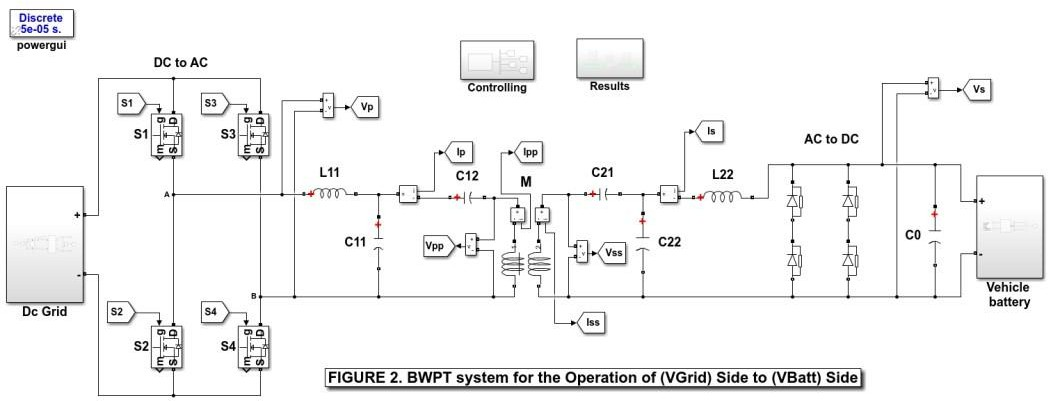 Discrete
5e-05 s.
powergui
DC to AC
Controlling
Results
S1
S3
g D
S1
m S
g D
S3
m S
+ v -
Vp
+ v -
Vs
Is
AC to DC
Ip
Ipp
L11
C12
M
C21
L22
A
C11
Vpp
Vss
C22
C0
+
-
Dc Grid
+
-
Vehicle
battery
B
1
2
S2
S4
Iss
g D
S2
m S
g D
S4
m S
FIGURE 2. BWPT system for the Operation of (VGrid) Side to (VBatt) Side